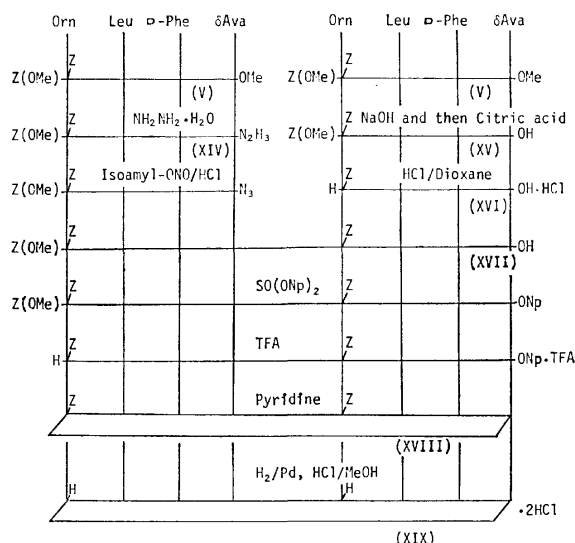 Orn Leu D-Phe δAva Orn Leu D-Phe δAva
Z Z
Z(OMe) OMe Z(OMe) OMe
(V) (V)
NH2NH2·H2O NaOH and then Citric acid
Z(OMe) N2H3 Z(OMe) OH
(XIV) (XV)
Isoamyl-ONO/HCl HCl/Dioxane
Z Z
Z(OMe) N3 H OH·HCl
(XVI)
Z Z
Z(OMe) OH
(XVII)
Z SO(ONp)2 Z
Z(OMe) ONp
Z TFA Z
H ONp·TFA
Z Pyridine Z
(XVIII)
H2/Pd, HCl/MeOH
H H
·2HCl
(XIX)